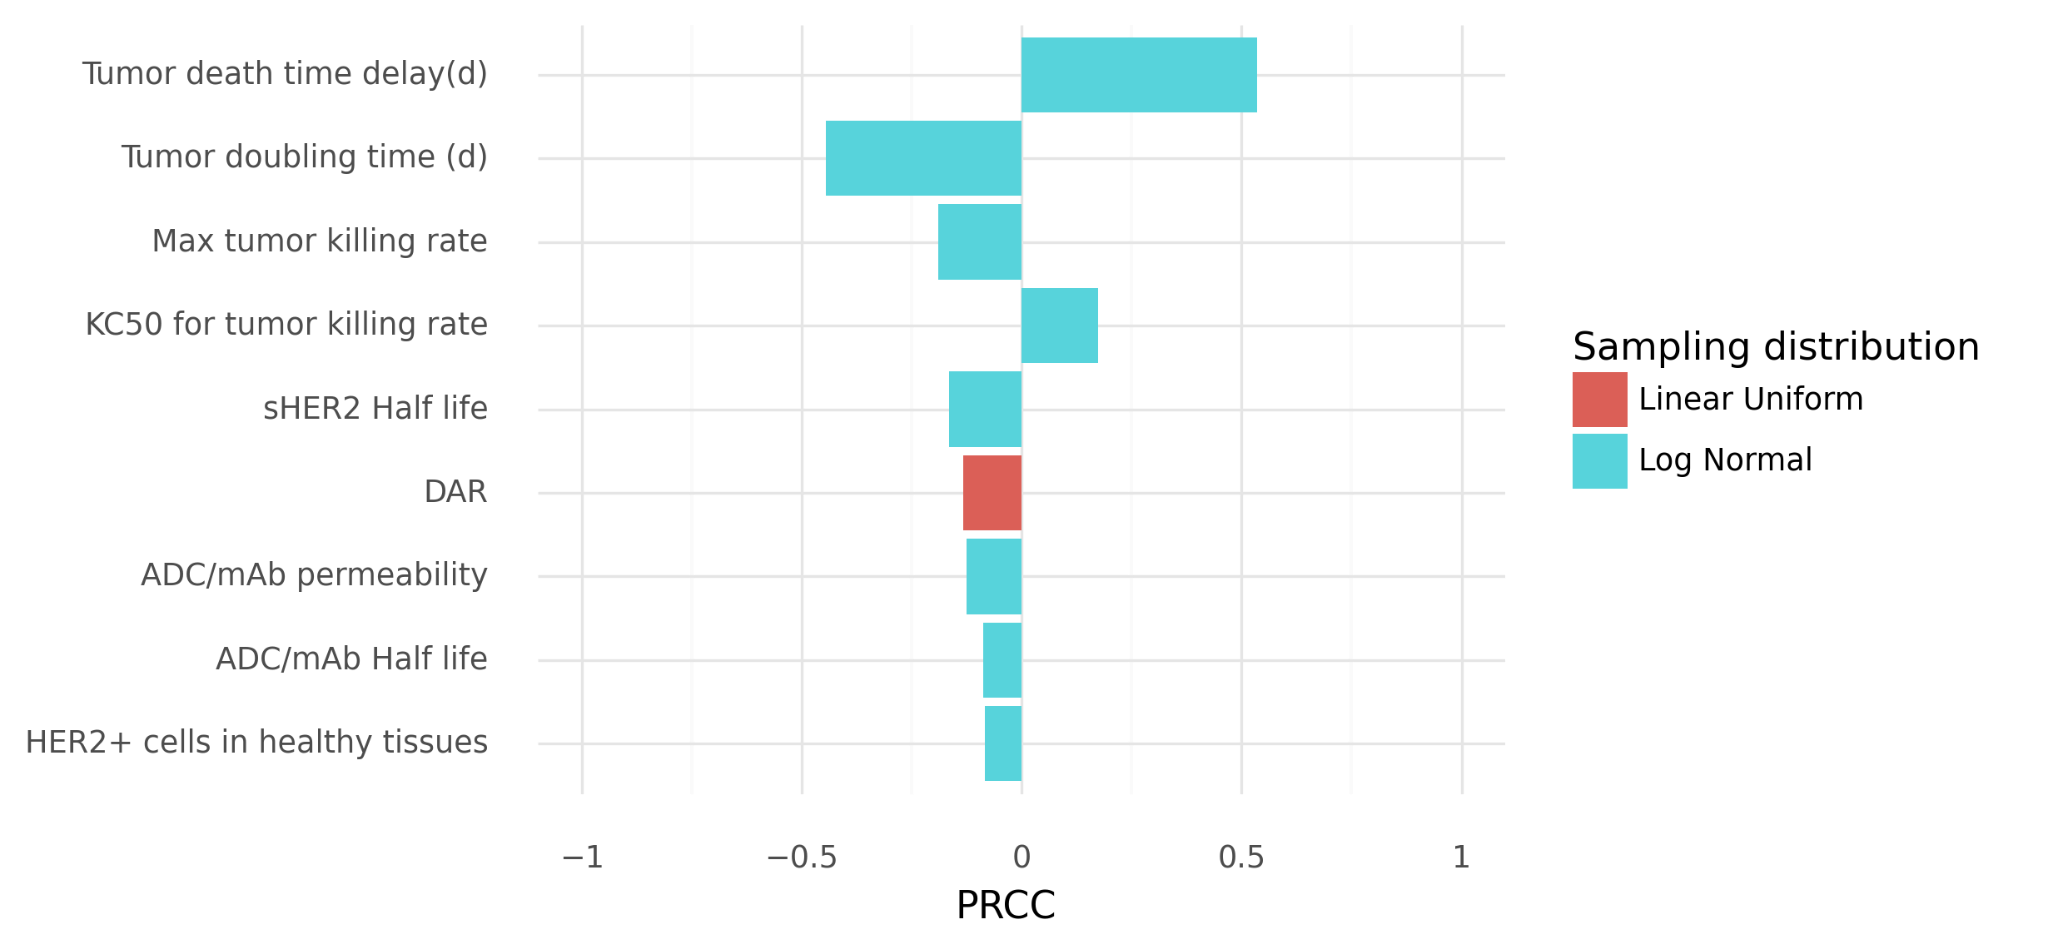 Tumor death time delay(d)
Tumor doubling time (d)
Max tumor killing rate
KC50 for tumor killing rate
sHER2 Half life
DAR
ADC/mAb permeability
ADC/mAb Half life
HER2+ cells in healthy tissues
−1
−0.5
0
0.5
1
PRCC
Sampling distribution
Linear Uniform
Log Normal